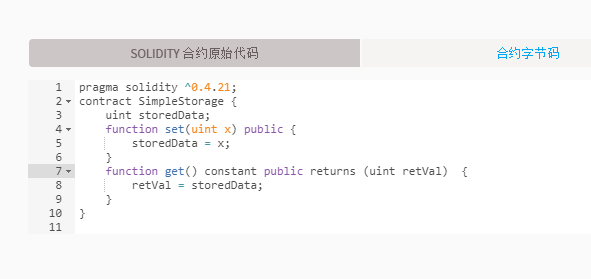 SOLIDITY 合约原始代码 合约字节码
1 pragma solidity ^0.4.21;
2 contract SimpleStorage {
3     uint storedData;
4     function set(uint x) public {
5         storedData = x;
6     }
7     function get() constant public returns (uint retVal)  {
8         retVal = storedData;
9     }
10 }
11